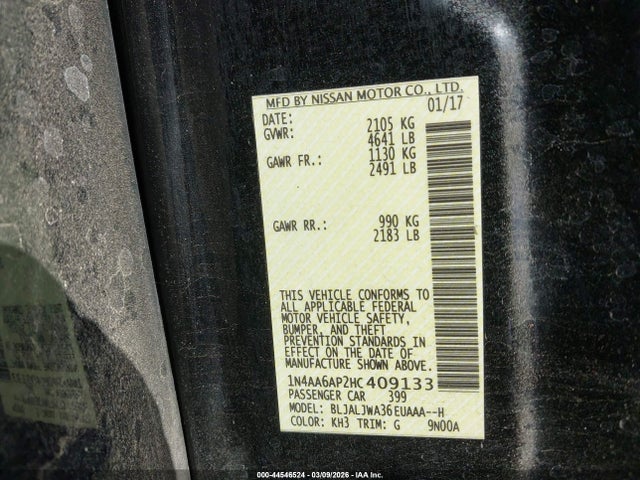 MFD BY NISSAN MOTOR CO., LTD.
DATE: 01/17
GVWR: 2105 KG
4641 LB
GAWR FR.: 1130 KG
2491 LB
GAWR RR.: 990 KG
2183 LB
THIS VEHICLE CONFORMS TO
ALL APPLICABLE FEDERAL
MOTOR VEHICLE SAFETY,
BUMPER, AND THEFT
PREVENTION STANDARDS
IN EFFECT ON THE DATE OF
MANUFACTURE SHOWN ABOVE.
1N4AA6AP2HC409133
PASSENGER CAR 399
MODEL: BLJALJWA36EUAAA--H
COLOR: KH3 TRIM: G 9N00A
000-44546524 - 03/09/2026 - IAA Inc.